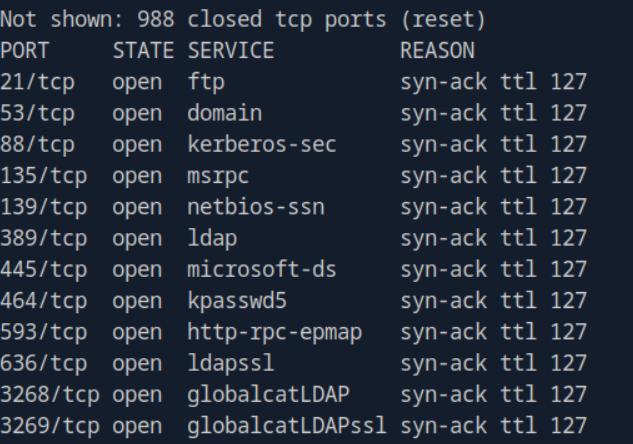 Not shown: 988 closed tcp ports (reset)
PORT     STATE SERVICE          REASON
21/tcp   open  ftp              syn-ack ttl 127
53/tcp   open  domain           syn-ack ttl 127
88/tcp   open  kerberos-sec     syn-ack ttl 127
135/tcp  open  msrpc            syn-ack ttl 127
139/tcp  open  netbios-ssn      syn-ack ttl 127
389/tcp  open  ldap             syn-ack ttl 127
445/tcp  open  microsoft-ds     syn-ack ttl 127
464/tcp  open  kpasswd5         syn-ack ttl 127
593/tcp  open  http-rpc-epmap   syn-ack ttl 127
636/tcp  open  ldapssl          syn-ack ttl 127
3268/tcp open  globalcatLDAP    syn-ack ttl 127
3269/tcp open  globalcatLDAPssl syn-ack ttl 127